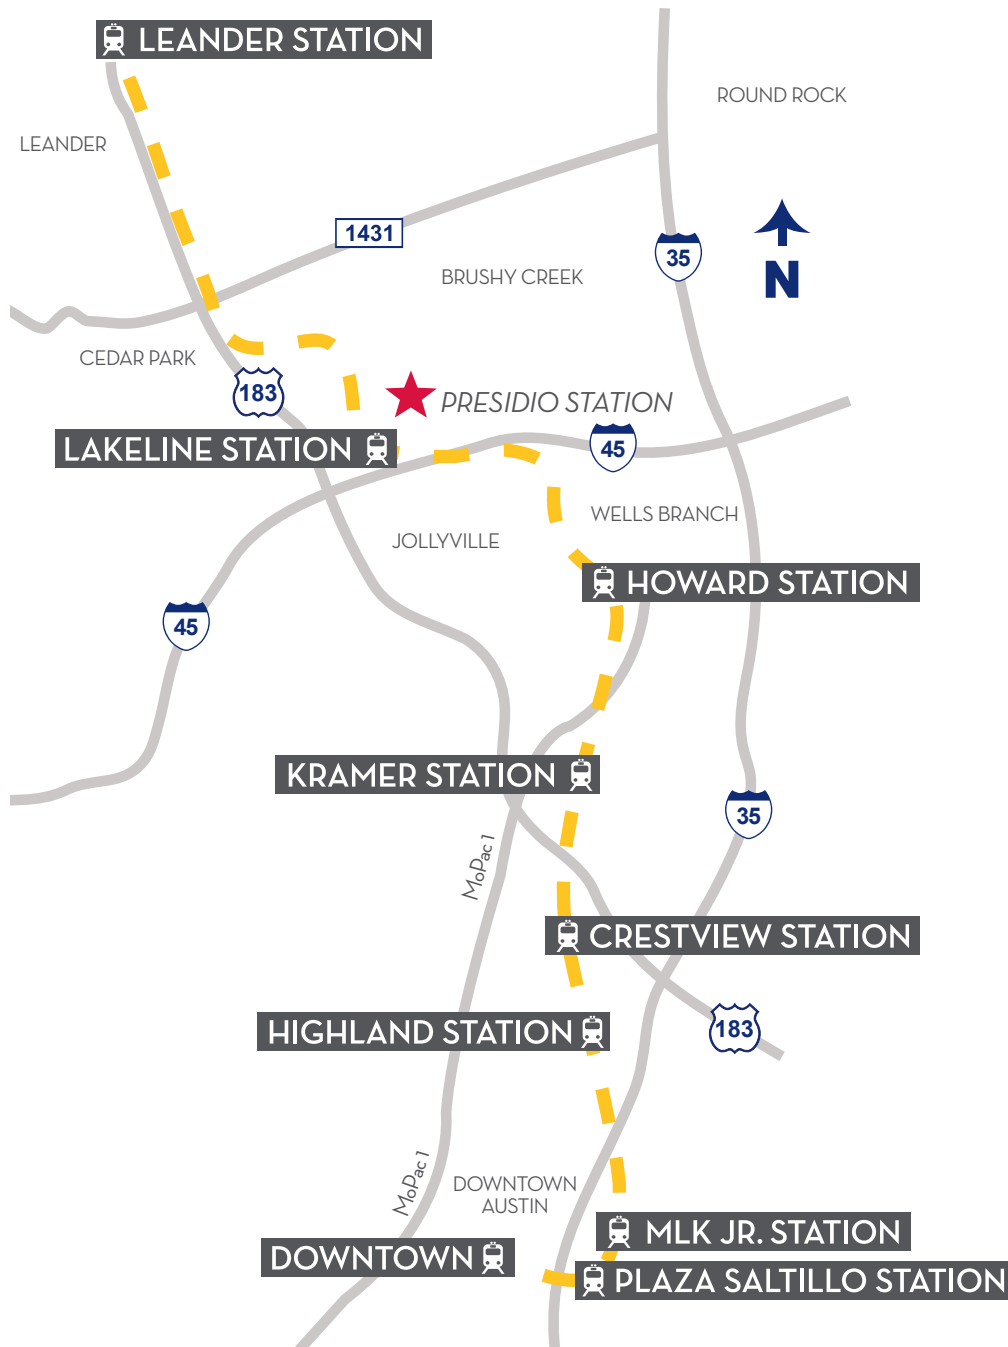 LEANDER STATION
ROUND ROCK
LEANDER
1431
35
N
BRUSHY CREEK
CEDAR PARK
183
PRESIDIO STATION
LAKELINE STATION
45
WELLS BRANCH
JOLLYVILLE
HOWARD STATION
45
KRAMER STATION
35
MoPac 1
CRESTVIEW STATION
HIGHLAND STATION
183
MoPac 1
DOWNTOWN
AUSTIN
MLK JR. STATION
DOWNTOWN
PLAZA SALTILLO STATION